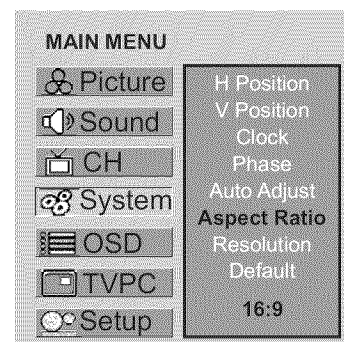 MAIN MENU
Picture
Sound
CH
System
OSD
TVPC
Setup
H Position
V Position
Clock
Phase
Auto Adjust
Aspect Ratio
Resolution
Default
16:9